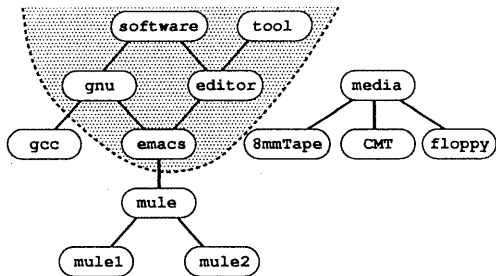 software tool
gnu editor media
gcc emacs 8mmTape CMT floppy
mule
mule1 mule2